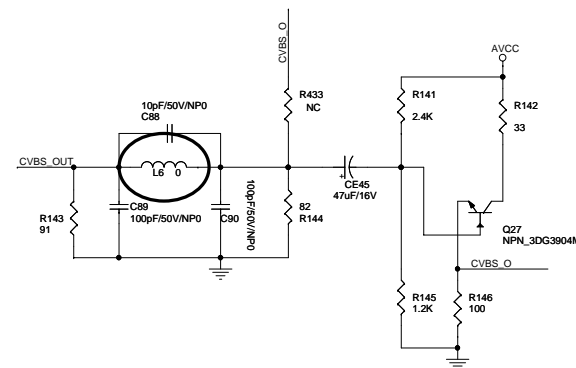 CVBS_O
AVCC
R433
NC
R141
2.4K
R142
33
10pF/50V/NP0
C88
CVBS_OUT
L6 0
CE45
+
47uF/16V
100pF/50V/NP0
R143
91
C89
100pF/50V/NP0
C90
82
R144
Q27
NPN_3DG3904M
CVBS_O
R145
1.2K
R146
100